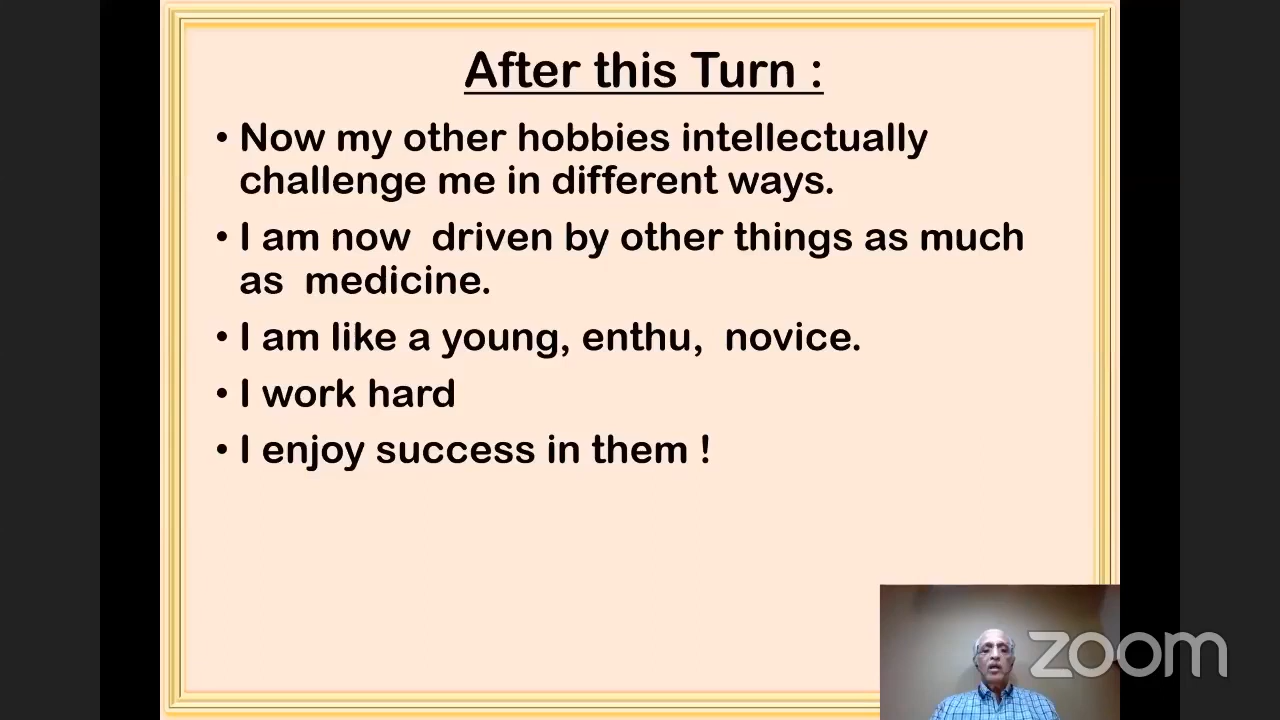 After this Turn :
• Now my other hobbies intellectually
challenge me in different ways.
• I am now  driven by other things as much
as  medicine.
• I am like a young, enthu,  novice.
• I work hard
• I enjoy success in them !
zoom